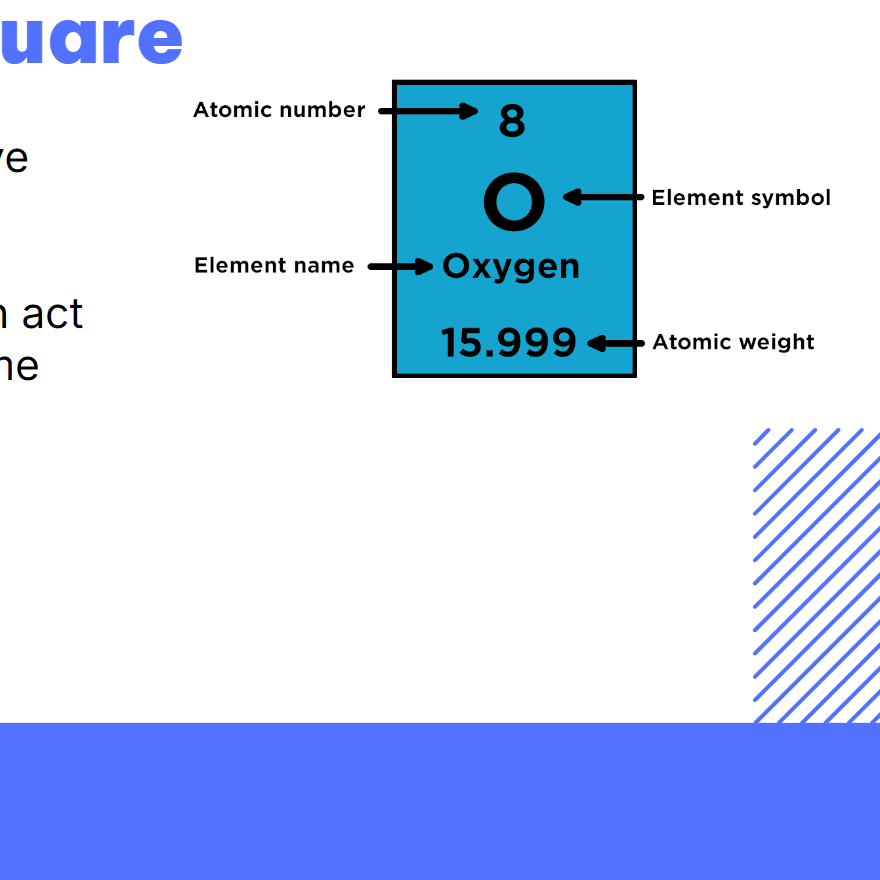 uare
Atomic number
8
ve
O
Element symbol
Element name
Oxygen
n act
15.999
Atomic weight
ne